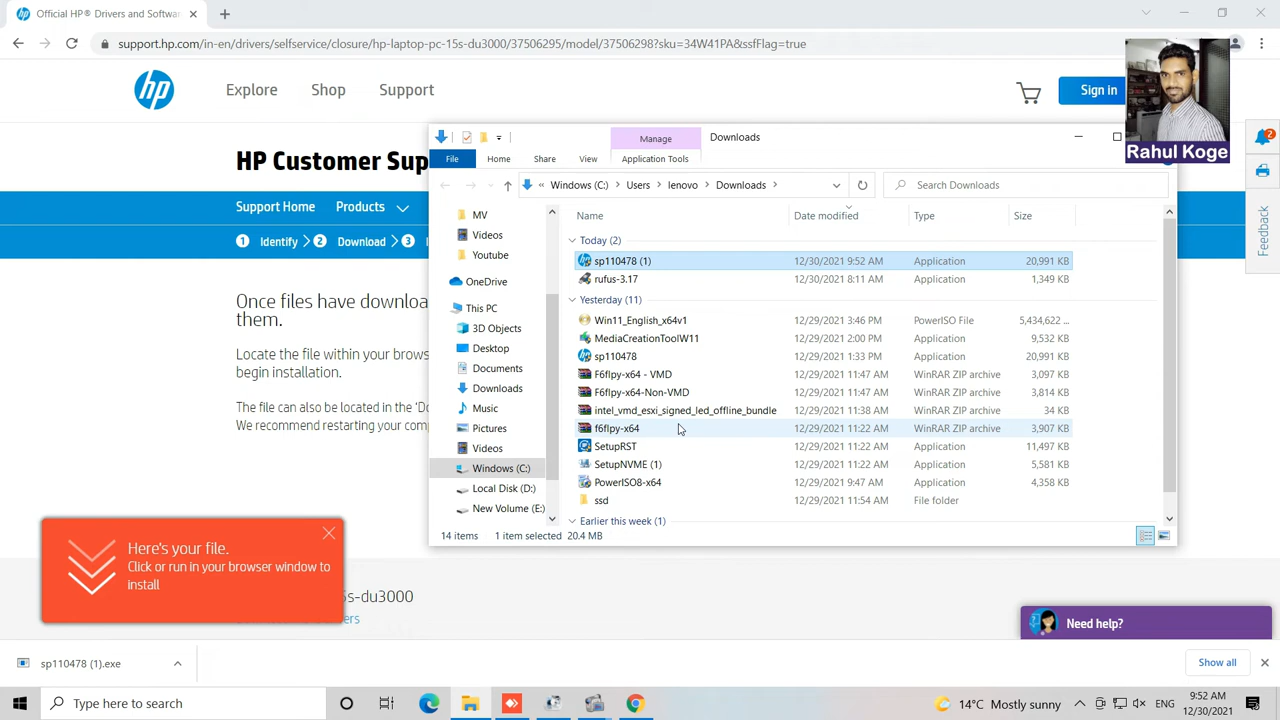 Official HP® Drivers and Softwar
support.hp.com/in-en/drivers/selfservice/closure/hp-laptop-pc-15s-du3000/37506295/model/37506298?sku=34W41PA&ssfFlag=true
hp
Explore
Shop
Support
Sign in
Rahul Koge
HP Customer Sup
Support Home
Products
1 Identify
2 Download
3
Once files have downloa
them.
Locate the file within your brows
begin installation.
The file can also be located in the 'Do
We recommend restarting your comp
2
Feedback
Manage
Downloads
File
Home
Share
View
Application Tools
« Windows (C:) > Users > lenovo > Downloads >
Search Downloads
MV
Videos
Youtube
OneDrive
This PC
3D Objects
Desktop
Documents
Downloads
Music
Pictures
Videos
Windows (C:)
Local Disk (D:)
New Volume (E:)
Name Date modified Type Size
Today (2)
sp110478 (1) 12/30/2021 9:52 AM Application 20,991 KB
rufus-3.17 12/30/2021 8:11 AM Application 1,349 KB
Yesterday (11)
Win11_English_x64v1 12/29/2021 3:46 PM PowerISO File 5,434,622 ...
MediaCreationToolW11 12/29/2021 2:00 PM Application 9,532 KB
sp110478 12/29/2021 1:33 PM Application 20,991 KB
F6flpy-x64 - VMD 12/29/2021 11:47 AM WinRAR ZIP archive 3,097 KB
F6flpy-x64-Non-VMD 12/29/2021 11:47 AM WinRAR ZIP archive 3,814 KB
intel_vmd_esxi_signed_led_offline_bundle 12/29/2021 11:38 AM WinRAR ZIP archive 34 KB
f6flpy-x64 12/29/2021 11:22 AM WinRAR ZIP archive 3,907 KB
SetupRST 12/29/2021 11:22 AM Application 11,497 KB
SetupNVME (1) 12/29/2021 11:22 AM Application 5,581 KB
PowerISO8-x64 12/29/2021 9:47 AM Application 4,358 KB
ssd 12/29/2021 11:54 AM File folder
Earlier this week (1)
14 items 1 item selected 20.4 MB
Here's your file.
Click or run in your browser window to
install
5s-du3000
ers
Need help?
sp110478 (1).exe
Show all
Type here to search
14°C Mostly sunny
ENG
9:52 AM
12/30/2021